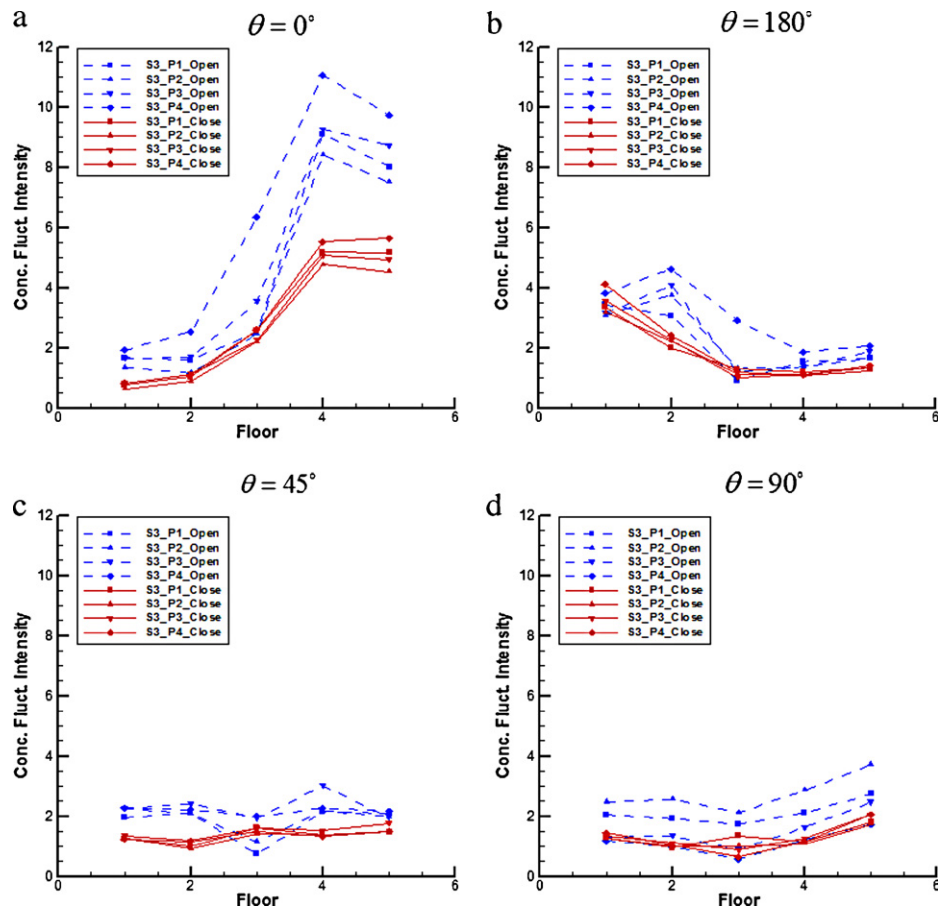 a
θ = 0°
12
10
8
6
4
2
0
Conc. Fluct. Intensity
S3_P1_Open
S3_P2_Open
S3_P3_Open
S3_P4_Open
S3_P1_Close
S3_P2_Close
S3_P3_Close
S3_P4_Close
0 2 4 6
Floor
b
θ = 180°
12
10
8
6
4
2
0
Conc. Fluct. Intensity
S3_P1_Open
S3_P2_Open
S3_P3_Open
S3_P4_Open
S3_P1_Close
S3_P2_Close
S3_P3_Close
S3_P4_Close
0 2 4 6
Floor
c
θ = 45°
12
10
8
6
4
2
0
Conc. Fluct. Intensity
S3_P1_Open
S3_P2_Open
S3_P3_Open
S3_P4_Open
S3_P1_Close
S3_P2_Close
S3_P3_Close
S3_P4_Close
0 2 4 6
Floor
d
θ = 90°
12
10
8
6
4
2
0
Conc. Fluct. Intensity
S3_P1_Open
S3_P2_Open
S3_P3_Open
S3_P4_Open
S3_P1_Close
S3_P2_Close
S3_P3_Close
S3_P4_Close
0 2 4 6
Floor